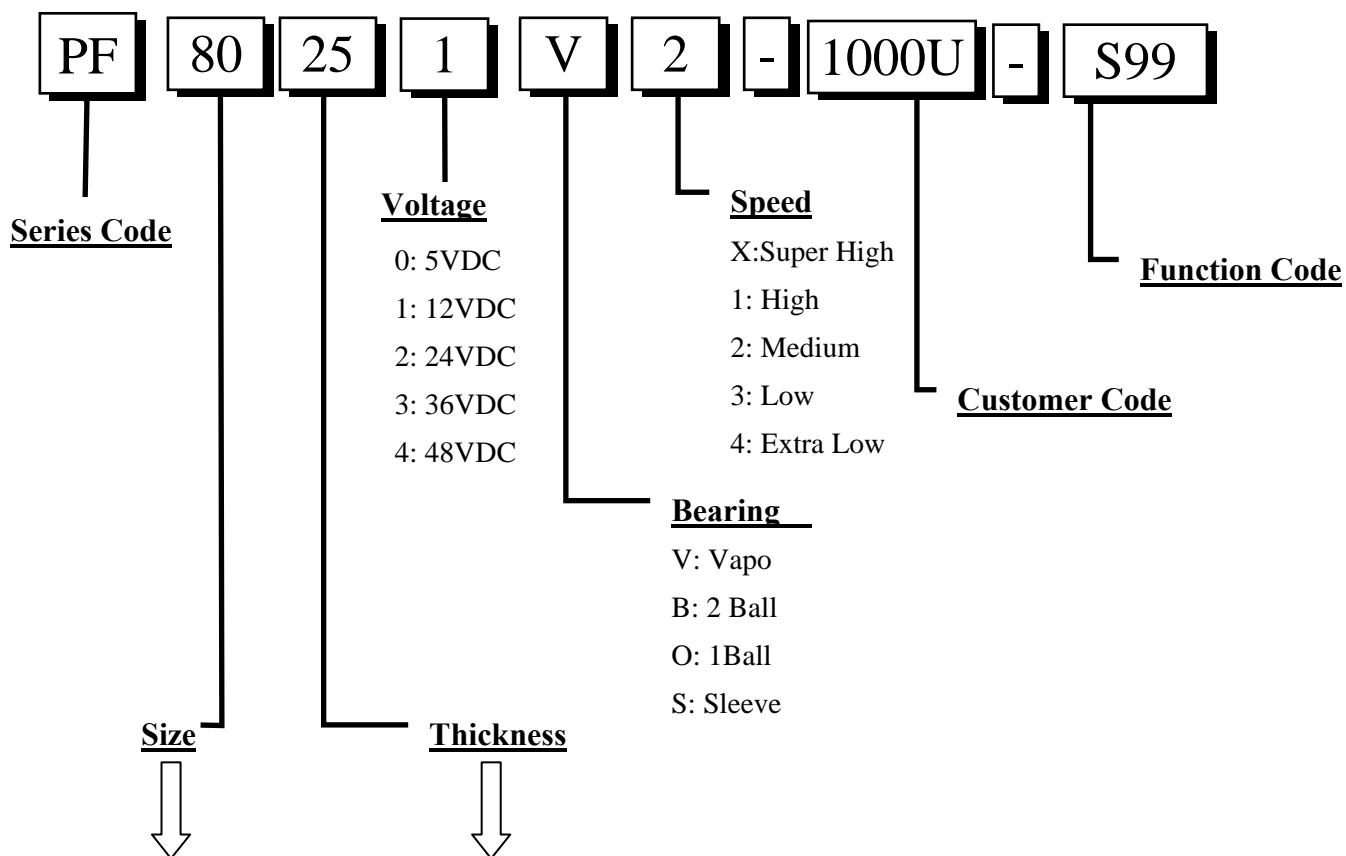 PF 80 25 1 V 2 - 1000U - S99
Series Code
Voltage
0: 5VDC
1: 12VDC
2: 24VDC
3: 36VDC
4: 48VDC
Speed
X:Super High
1: High
2: Medium
3: Low
4: Extra Low
Function Code
Customer Code
Bearing
V: Vapo
B: 2 Ball
O: 1Ball
S: Sleeve
Size
Thickness